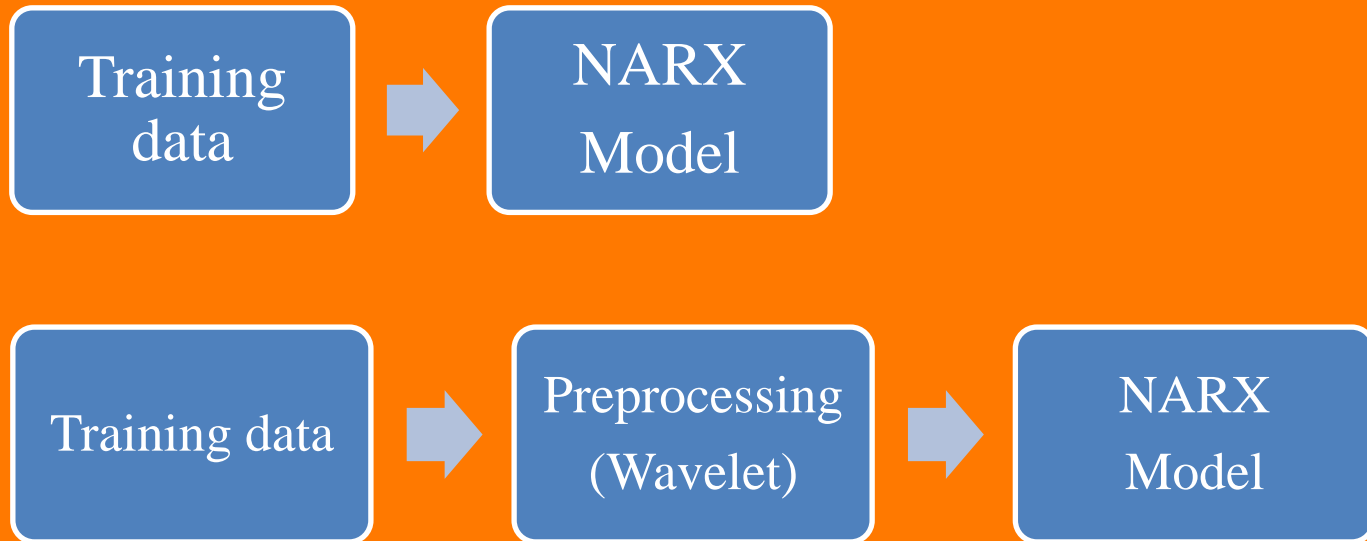 Training
data
NARX
Model
Training data
Preprocessing
(Wavelet)
NARX
Model